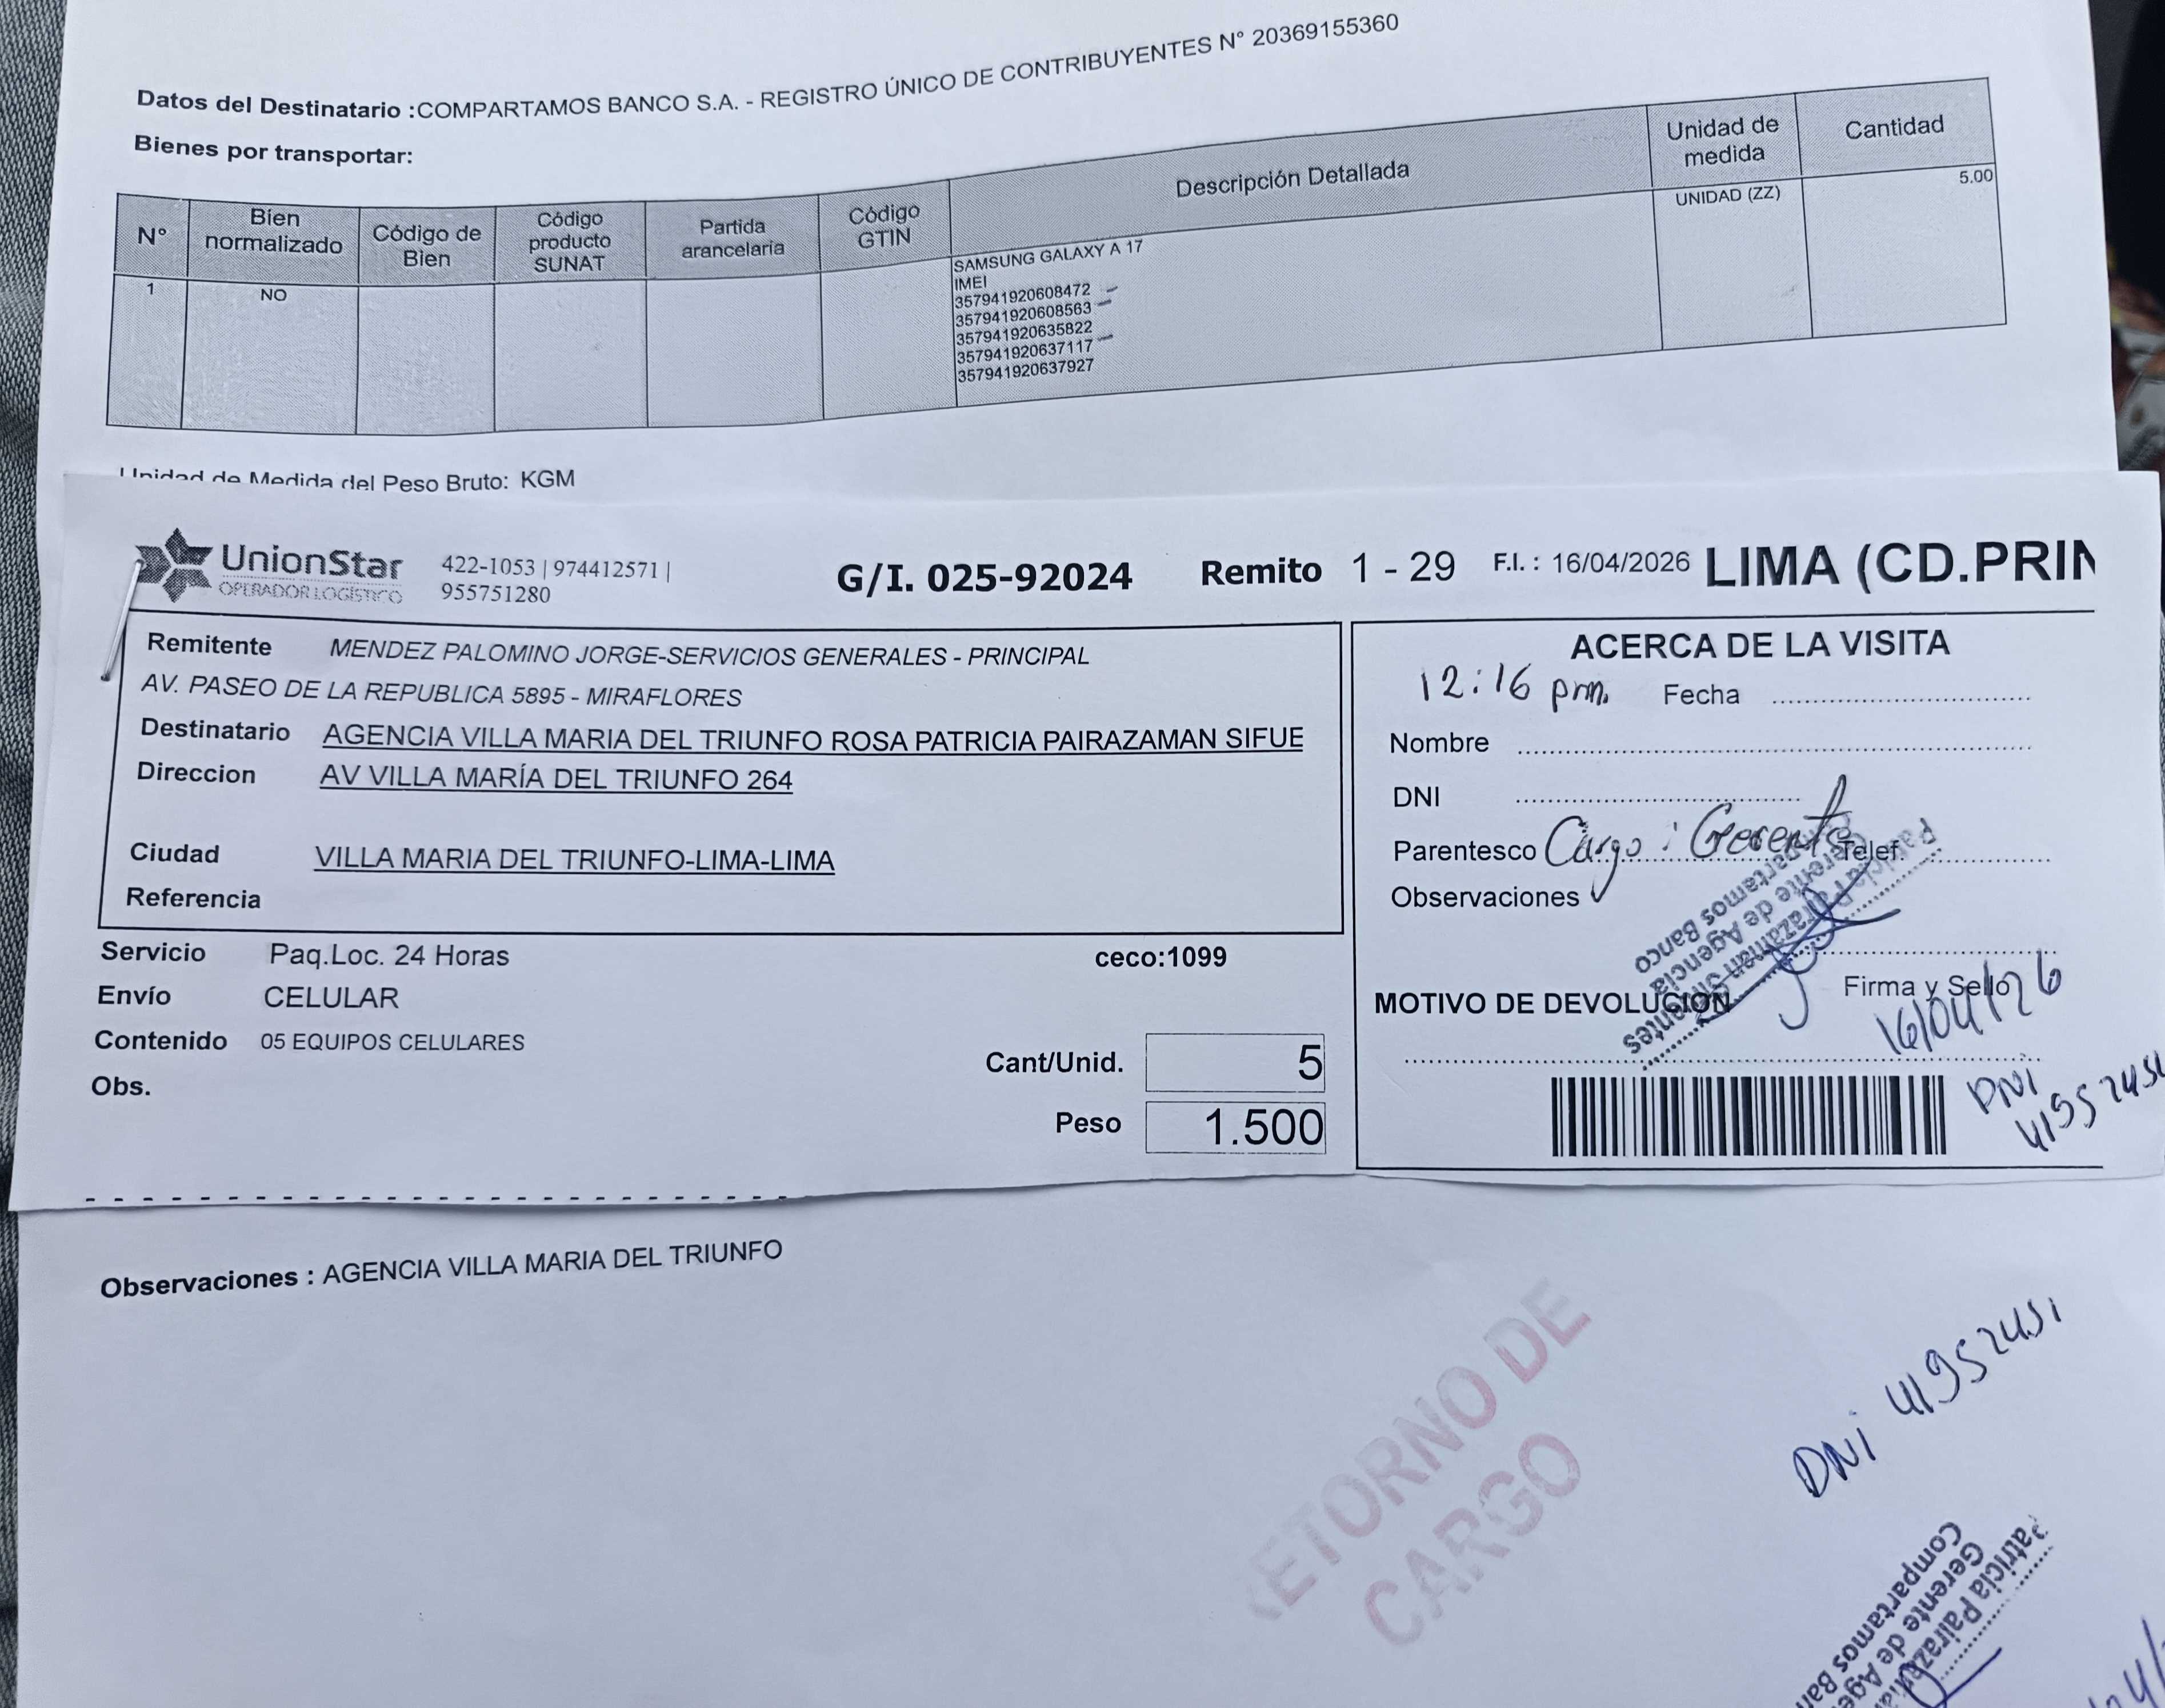 Datos del Destinatario :COMPARTAMOS BANCO S.A. - REGISTRO ÚNICO DE CONTRIBUYENTES N° 20369155360
Bienes por transportar:
N° Bien normalizado Código de Bien Código producto SUNAT Partida arancelaria Código GTIN Descripción Detallada Unidad de medida Cantidad
1 NO SAMSUNG GALAXY A 17 UNIDAD (ZZ) 5.00
IMEI
357941920608472
357941920608563
357941920635822
357941920637117
357941920637927
Unidad de Medida del Peso Bruto: KGM
UnionStar
OPERADOR LOGÍSTICO
422-1053 | 974412571 |
955751280
G/I. 025-92024 Remito 1 - 29 F.I. : 16/04/2026 LIMA (CD.PRIN
Remitente MENDEZ PALOMINO JORGE-SERVICIOS GENERALES - PRINCIPAL
AV. PASEO DE LA REPUBLICA 5895 - MIRAFLORES
Destinatario AGENCIA VILLA MARIA DEL TRIUNFO ROSA PATRICIA PAIRAZAMAN SIFUE
Direccion AV VILLA MARÍA DEL TRIUNFO 264
Ciudad VILLA MARIA DEL TRIUNFO-LIMA-LIMA
Referencia
Servicio Paq.Loc. 24 Horas ceco:1099
Envío CELULAR
Contenido 05 EQUIPOS CELULARES
Obs.
Cant/Unid. 5
Peso 1.500
ACERCA DE LA VISITA
12:16 pm. Fecha
Nombre
DNI
Parentesco Cargo: Gerente Telef.
Observaciones
Gerente de Agencia
Compartamos Banco
Firma y Sello
MOTIVO DE DEVOLUCION
16/04/26
DNI
Observaciones : AGENCIA VILLA MARIA DEL TRIUNFO
RETORNO DE
CARGO
DNI 41952451
Patricia Pairaza
Gerente de Age
Compartamos Ban